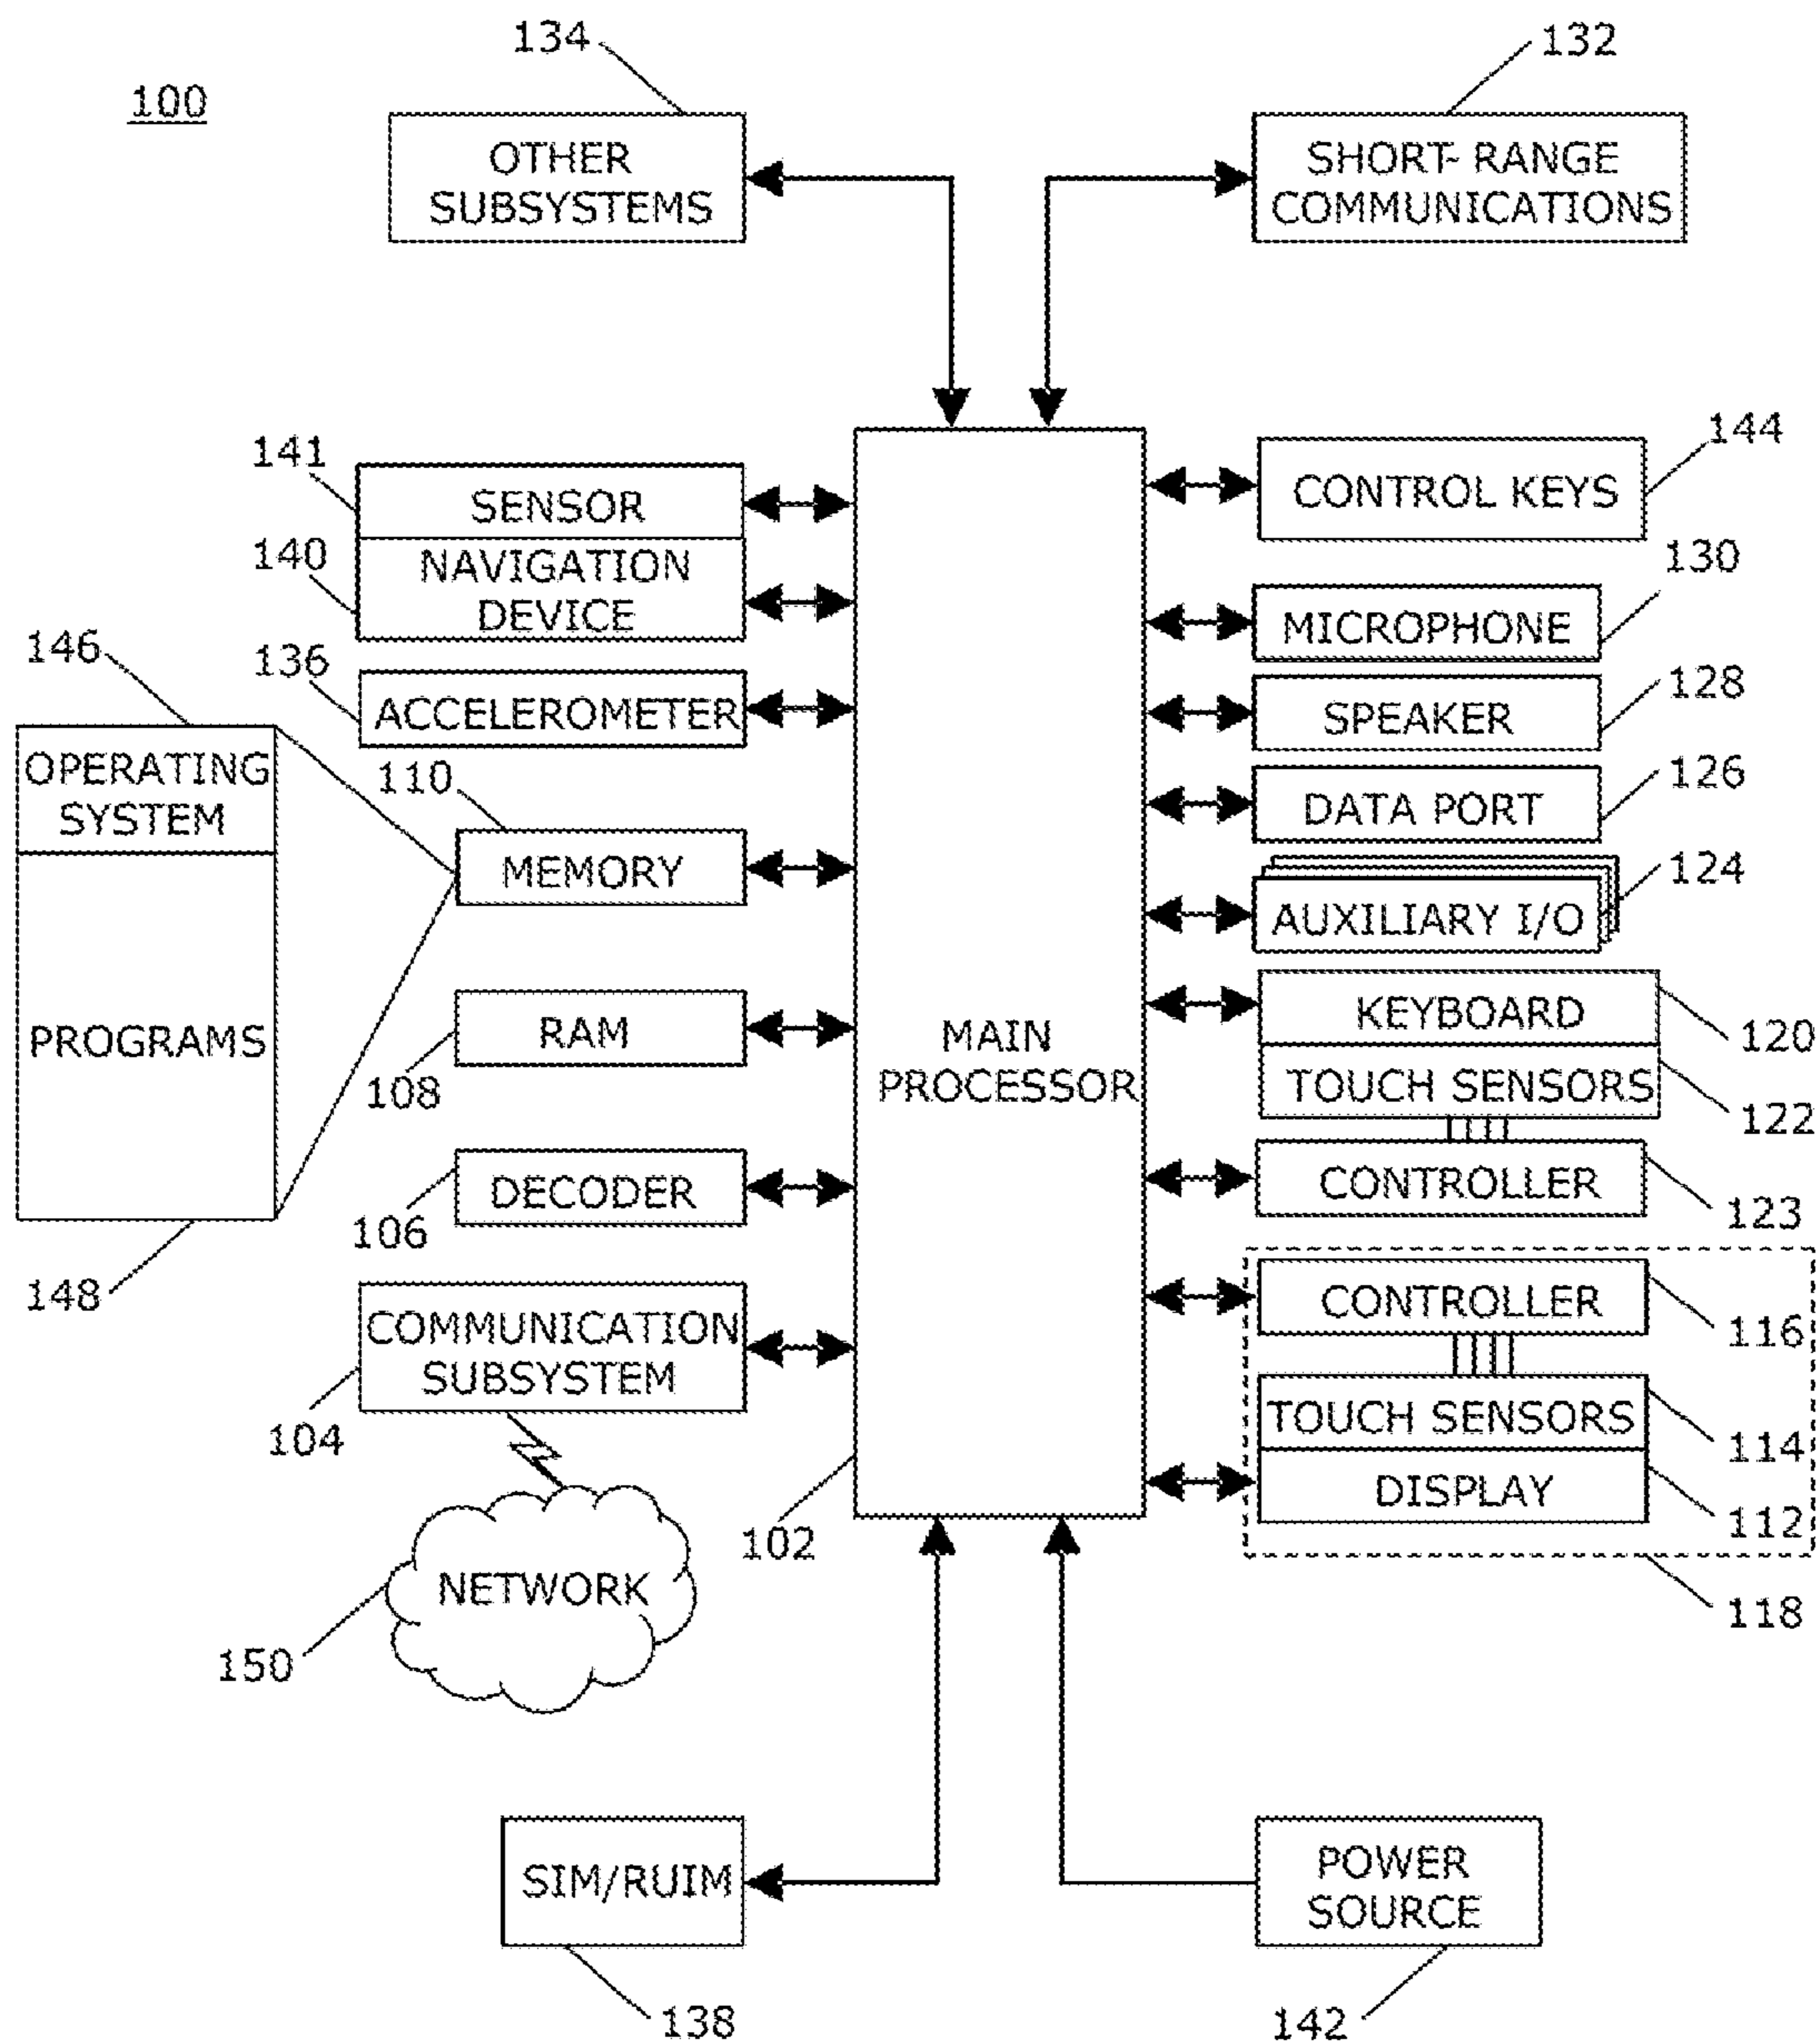 134
132
100
OTHER
SUBSYSTEMS
SHORT-RANGE
COMMUNICATIONS
141
SENSOR
140
NAVIGATION
DEVICE
146
136
ACCELEROMETER
OPERATING
SYSTEM
110
MEMORY
PROGRAMS
RAM
108
DECODER
106
148
COMMUNICATION
SUBSYSTEM
104
NETWORK
150
MAIN
PROCESSOR
102
144
CONTROL KEYS
130
MICROPHONE
128
SPEAKER
126
DATA PORT
124
AUXILIARY I/O
KEYBOARD
120
TOUCH SENSORS
122
CONTROLLER
123
CONTROLLER
116
TOUCH SENSORS
114
DISPLAY
112
118
SIM/RUIM
138
POWER
SOURCE
142